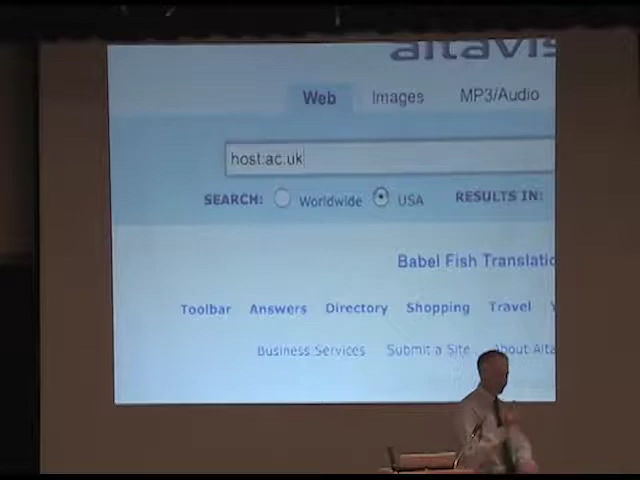 altavis
Web Images MP3/Audio
host:ac.uk
SEARCH: Worldwide USA RESULTS IN:
Babel Fish Translatio
Toolbar Answers Directory Shopping Travel Y
Business Services Submit a Site About Alta